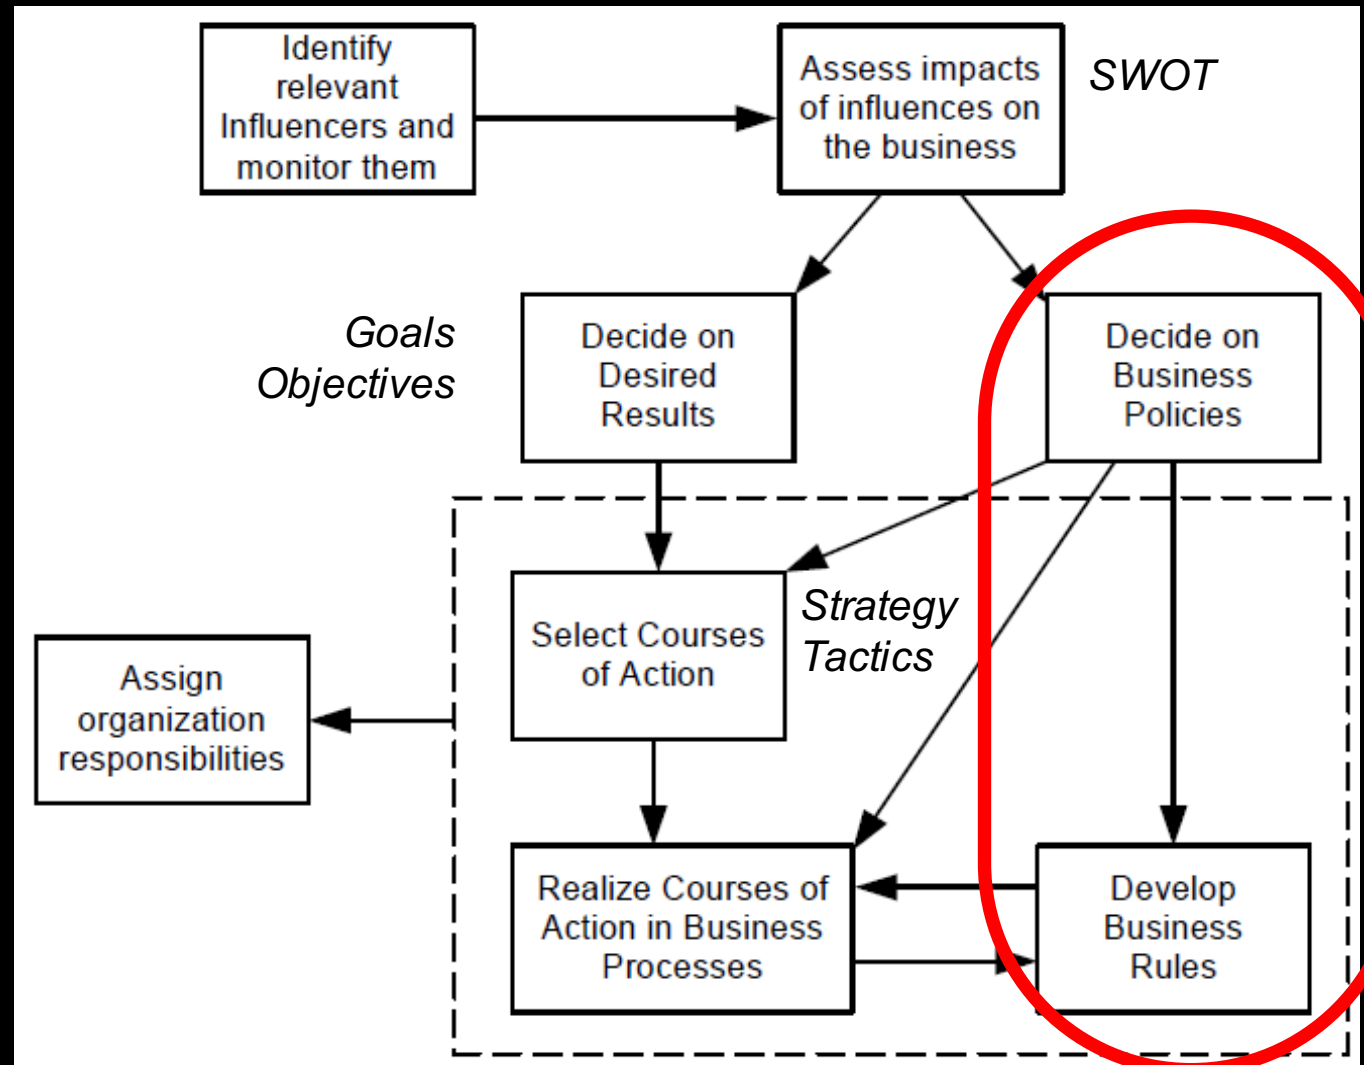 Identify
relevant
Influencers and
monitor them
Assess impacts
of influences on
the business
SWOT
Goals
Objectives
Decide on
Desired
Results
Decide on
Business
Policies
Select Courses
of Action
Strategy
Tactics
Assign
organization
responsibilities
Realize Courses of
Action in Business
Processes
Develop
Business
Rules